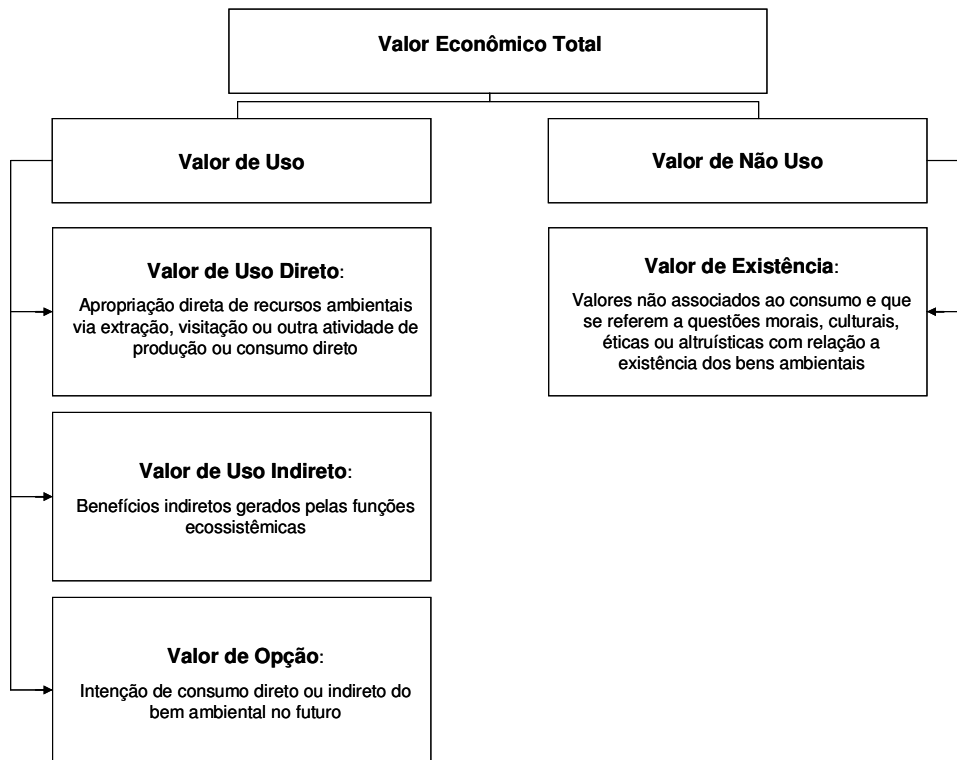 Valor Econômico Total
Valor de Uso
Valor de Não Uso
Valor de Uso Direto:
Apropriação direta de recursos ambientais
via extração, visitação ou outra atividade de
produção ou consumo direto
Valor de Existência:
Valores não associados ao consumo e que
se referem a questões morais, culturais,
éticas ou altruísticas com relação a
existência dos bens ambientais
Valor de Uso Indireto:
Benefícios indiretos gerados pelas funções
ecossistêmicas
Valor de Opção:
Intenção de consumo direto ou indireto do
bem ambiental no futuro